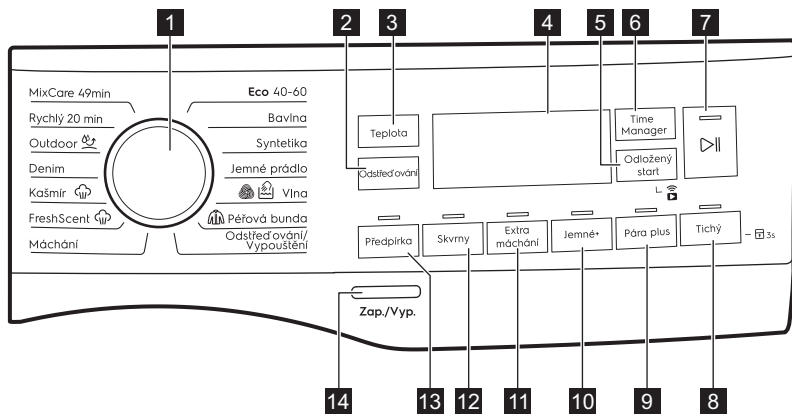 1
2
3
4
5
6
7
MixCare 49min
Rychlý 20 min
Outdoor
Denim
Kašmír
FreshScent
Máchání
Eco 40-60
Bavlna
Syntetika
Jemné prádlo
Vlna
Péřová bunda
Odstřeďování/
Vypouštění
Teplota
Odstřeďování
Time
Manager
Odložený
start
Předpírka
Skvrny
Extra
máchání
Jemné+
Pára plus
Tichý
3s
Zap./Vyp.
14
13
12
11
10
9
8